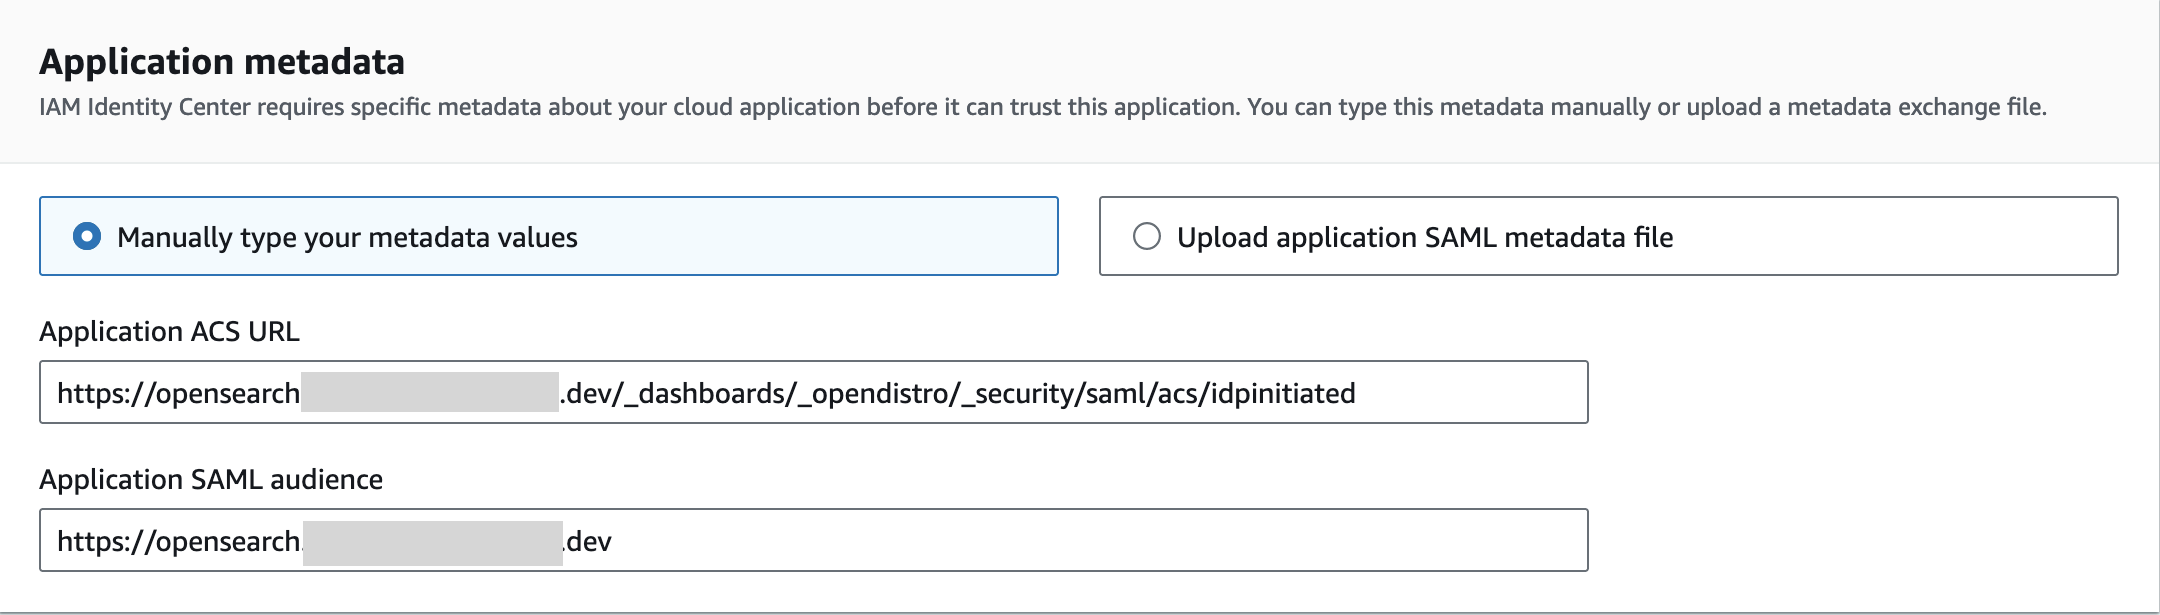 Application metadata
IAM Identity Center requires specific metadata about your cloud application before it can trust this application. You can type this metadata manually or upload a metadata exchange file.
Manually type your metadata values
Upload application SAML metadata file
Application ACS URL
https://opensearch .dev/_dashboards/_opendistro/_security/saml/acs/idpinitiated
Application SAML audience
https://opensearch. .dev